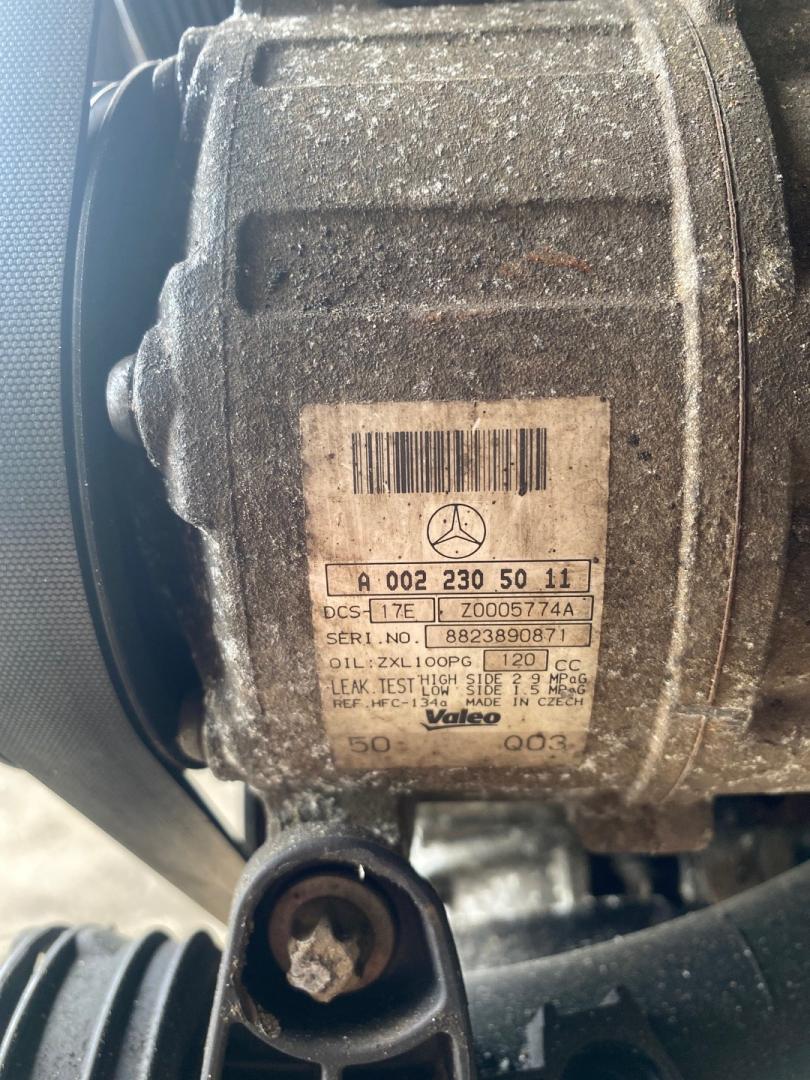 A 002 230 50 11
DCS- 17E Z0005774A
SERI.NO. 8823890871
OIL:ZXL100PG 120 CC
LEAK.TEST HIGH SIDE 2.9 MPaG
LOW SIDE 1.5 MPaG
REF.HFC-134a MADE IN CZECH
Valeo
50 Q03